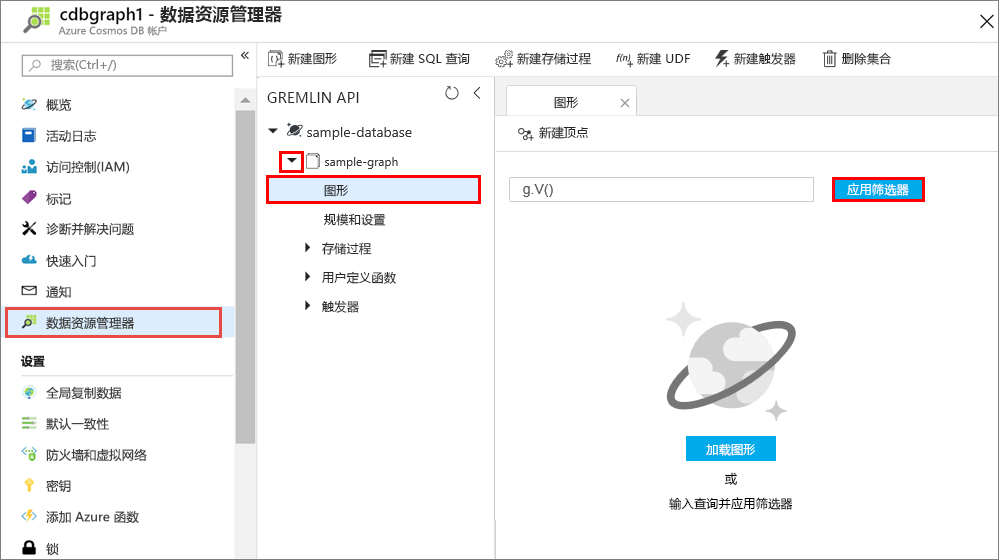 cdbgraph1 - 数据资源管理器
Azure Cosmos DB 帐户
搜索(Ctrl+/)
概览
活动日志
访问控制(IAM)
标记
诊断并解决问题
快速入门
通知
数据资源管理器
设置
全局复制数据
默认一致性
防火墙和虚拟网络
密钥
添加 Azure 函数
锁
新建图形 新建 SQL 查询 新建存储过程 f(n) 新建 UDF 新建触发器 删除集合
GREMLIN API
sample-database
sample-graph
图形
规模和设置
存储过程
用户定义函数
触发器
图形
新建顶点
g.V() 应用筛选器
加载图形
或
输入查询并应用筛选器